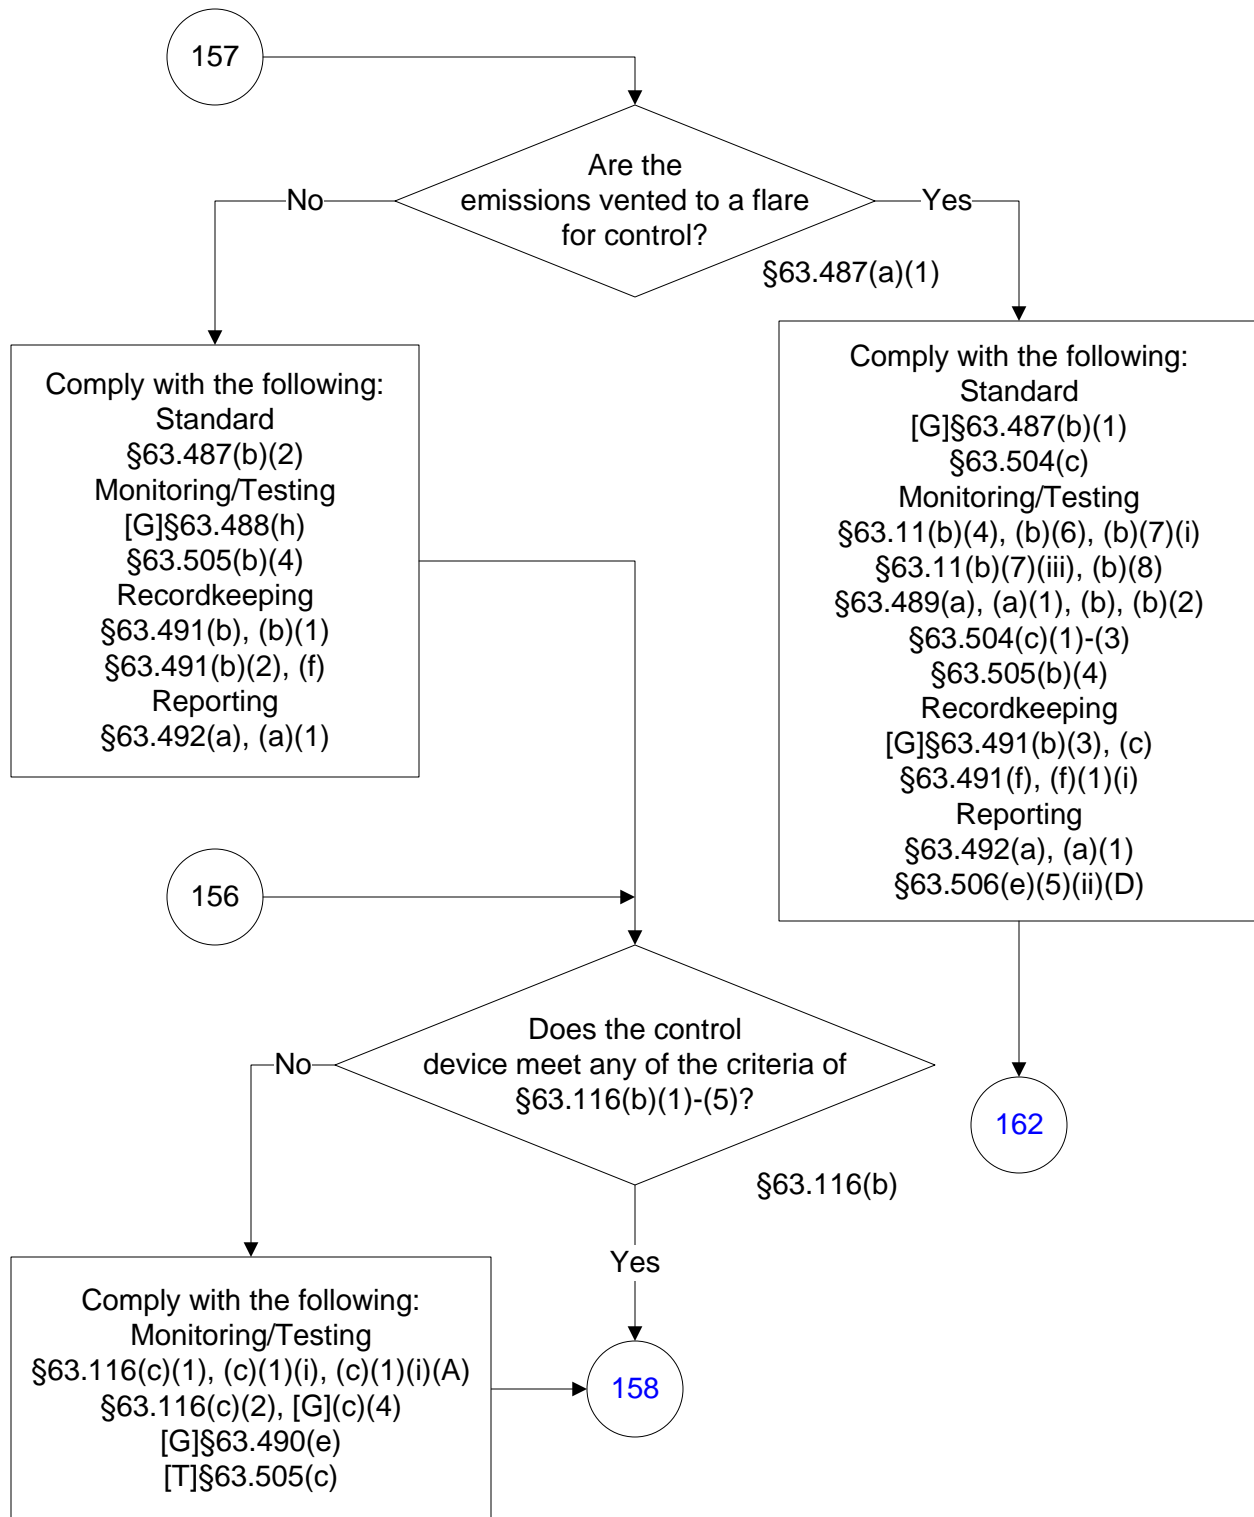 157
Are the
emissions vented to a flare
for control?
No
Yes
§63.487(a)(1)
Comply with the following:
Standard
§63.487(b)(2)
Monitoring/Testing
[G]§63.488(h)
§63.505(b)(4)
Recordkeeping
§63.491(b), (b)(1)
§63.491(b)(2), (f)
Reporting
§63.492(a), (a)(1)
Comply with the following:
Standard
[G]§63.487(b)(1)
§63.504(c)
Monitoring/Testing
§63.11(b)(4), (b)(6), (b)(7)(i)
§63.11(b)(7)(iii), (b)(8)
§63.489(a), (a)(1), (b), (b)(2)
§63.504(c)(1)-(3)
§63.505(b)(4)
Recordkeeping
[G]§63.491(b)(3), (c)
§63.491(f), (f)(1)(i)
Reporting
§63.492(a), (a)(1)
§63.506(e)(5)(ii)(D)
156
Does the control
device meet any of the criteria of
§63.116(b)(1)-(5)?
No
162
§63.116(b)
Yes
Comply with the following:
Monitoring/Testing
§63.116(c)(1), (c)(1)(i), (c)(1)(i)(A)
§63.116(c)(2), [G](c)(4)
[G]§63.490(e)
[T]§63.505(c)
158